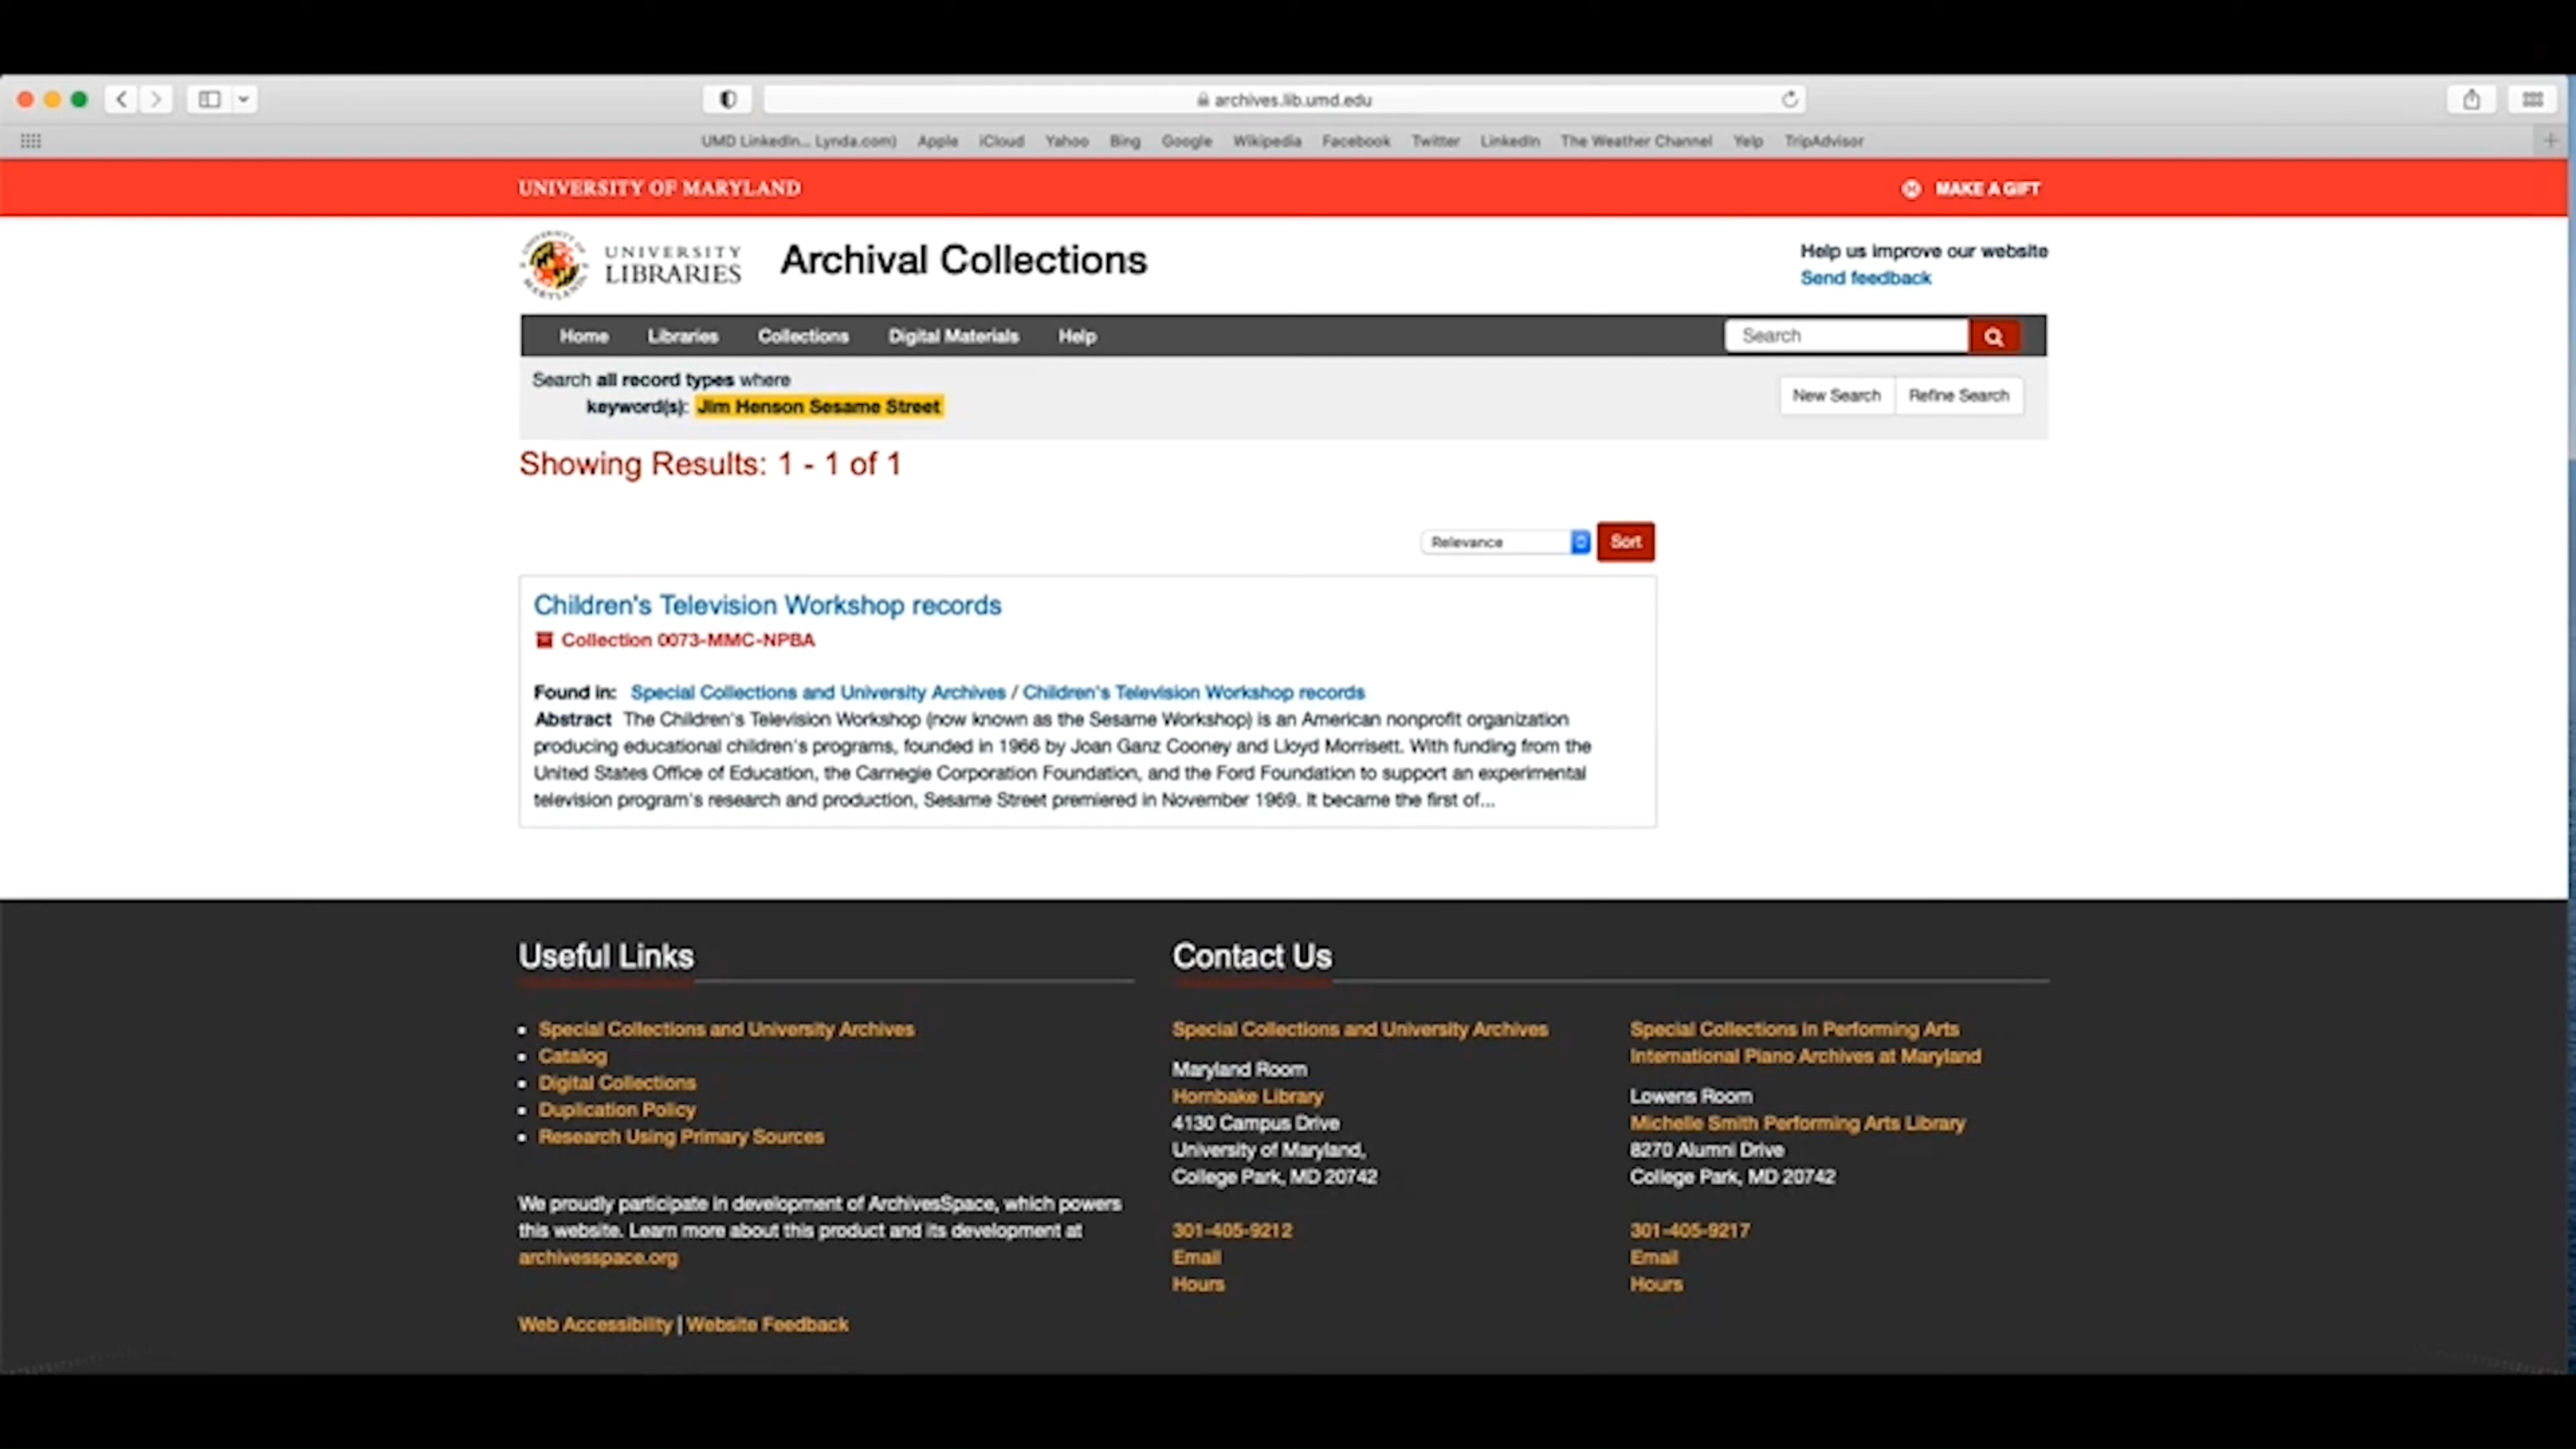 archives.lib.umd.edu
UMD LinkedIn... Lynda.com) Apple iCloud Yahoo Bing Google Wikipedia Facebook Twitter LinkedIn The Weather Channel Yelp TripAdvisor
UNIVERSITY OF MARYLAND
MAKE A GIFT
UNIVERSITY OF
MARYLAND
UNIVERSITY
LIBRARIES
Archival Collections
Help us improve our website
Send feedback
Home Libraries Collections Digital Materials Help
Search
Search all record types where
keyword(s): Jim Henson Sesame Street
New Search Refine Search
Showing Results: 1 - 1 of 1
Relevance Sort
Children's Television Workshop records
Collection 0073-MMC-NPBA
Found in: Special Collections and University Archives / Children's Television Workshop records
Abstract The Children's Television Workshop (now known as the Sesame Workshop) is an American nonprofit organization
producing educational children's programs, founded in 1966 by Joan Ganz Cooney and Lloyd Morrisett. With funding from the
United States Office of Education, the Carnegie Corporation Foundation, and the Ford Foundation to support an experimental
television program's research and production, Sesame Street premiered in November 1969. It became the first of...
Useful Links
Special Collections and University Archives
Catalog
Digital Collections
Duplication Policy
Research Using Primary Sources
We proudly participate in development of ArchivesSpace, which powers
this website. Learn more about this product and its development at
archivesspace.org
Web Accessibility | Website Feedback
Contact Us
Special Collections and University Archives
Maryland Room
Hornbake Library
4130 Campus Drive
University of Maryland,
College Park, MD 20742
301-405-9212
Email
Hours
Special Collections in Performing Arts
International Piano Archives at Maryland
Lowens Room
Michelle Smith Performing Arts Library
8270 Alumni Drive
College Park, MD 20742
301-405-9217
Email
Hours